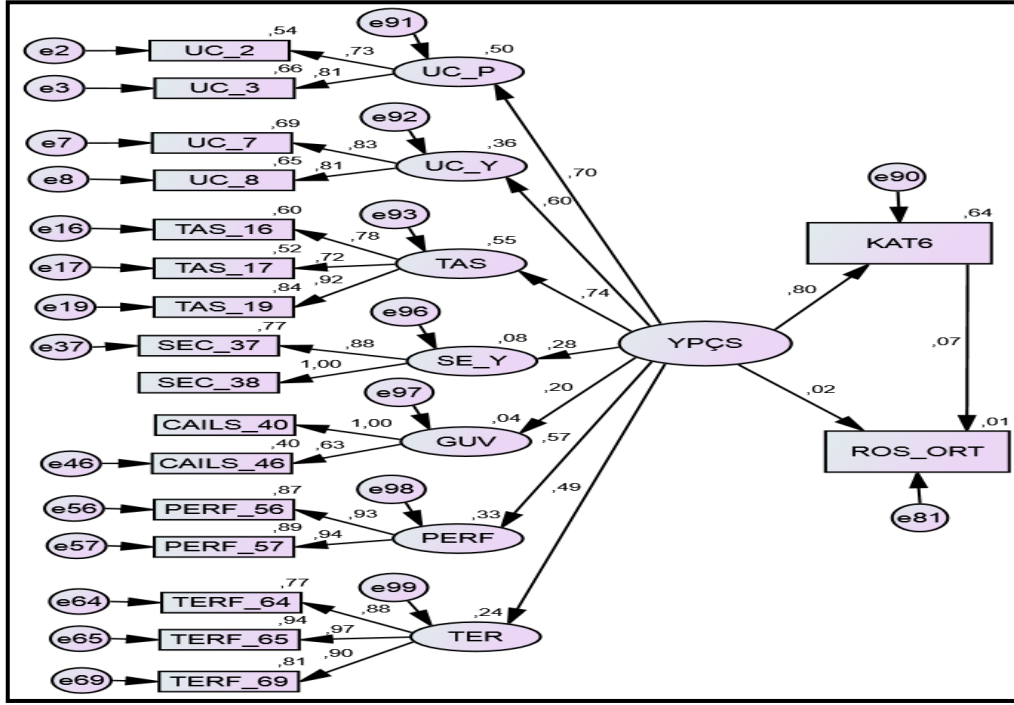 e91
,54
e2
UC_2
,73
,50
UC_P
,66
,81
e3
UC_3
e92
,69
e7
UC_7
,83
,36
UC_Y
,65
,81
e8
UC_8
,70
,60
e93
,60
e16
TAS_16
,78
,55
,52
,72
e17
TAS_17
TAS
,84
,92
e19
TAS_19
,74
e96
,77
e37
SEC_37
,88
,08
SE_Y
,28
SEC_38
1,00
YPÇS
e90
,64
KAT6
,80
,07
,02
,01
ROS_ORT
e81
e97
,20
CAILS_40
1,00
,04
GUV
,40
,63
e46
CAILS_46
,57
e98
,87
e56
PERF_56
,93
,33
,49
,89
,94
e57
PERF_57
PERF
e99
,77
e64
TERF_64
,88
,24
,94
,97
e65
TERF_65
TER
,81
,90
e69
TERF_69